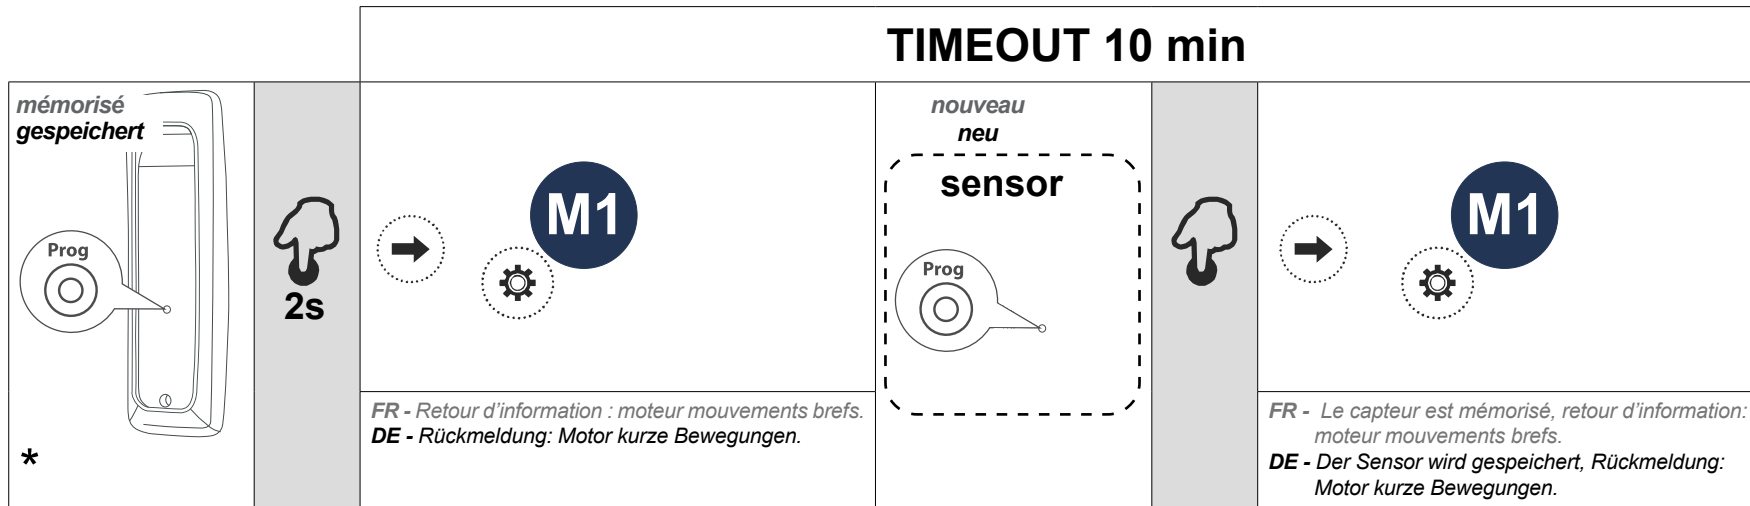 TIMEOUT 10 min
mémorisé
gespeichert
Prog
*
2s
M1
FR - Retour d’information : moteur mouvements brefs.
DE - Rückmeldung: Motor kurze Bewegungen.
nouveau
neu
sensor
Prog
M1
FR - Le capteur est mémorisé, retour d’information:
moteur mouvements brefs.
DE - Der Sensor wird gespeichert, Rückmeldung:
Motor kurze Bewegungen.